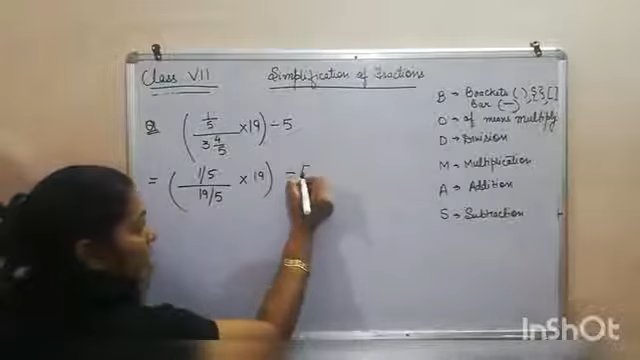 Class VII
Simplification of Fractions
Q (1/5 / 3 4/5 × 19) ÷ 5
= (1/5 / 19/5 × 19) ÷ 5
B → Brackets ( ), { }, [ ]
Bar (—)
O → of means multiply
D → Division
M → Multiplication
A → Addition
S → Subtraction
InShOt